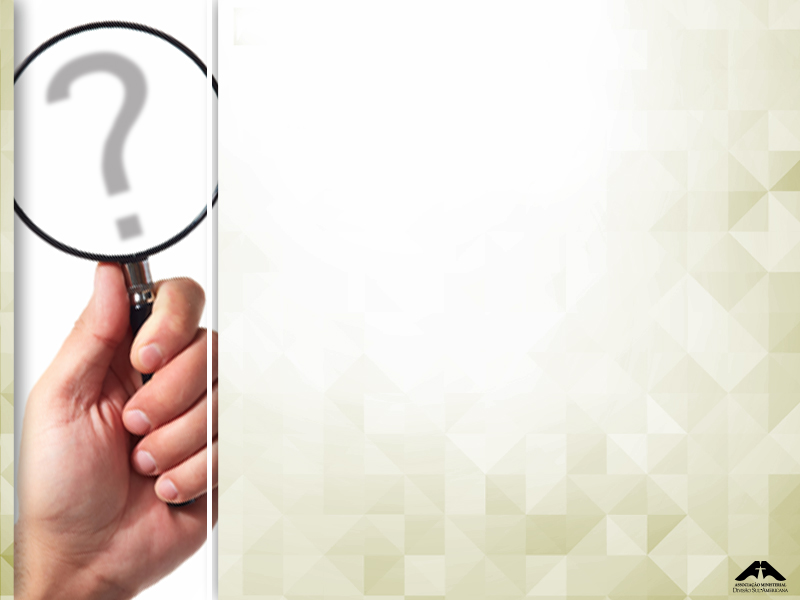 ?
ASSOCIAÇÃO MINISTERIAL
DIVISÃO SUL-AMERICANA